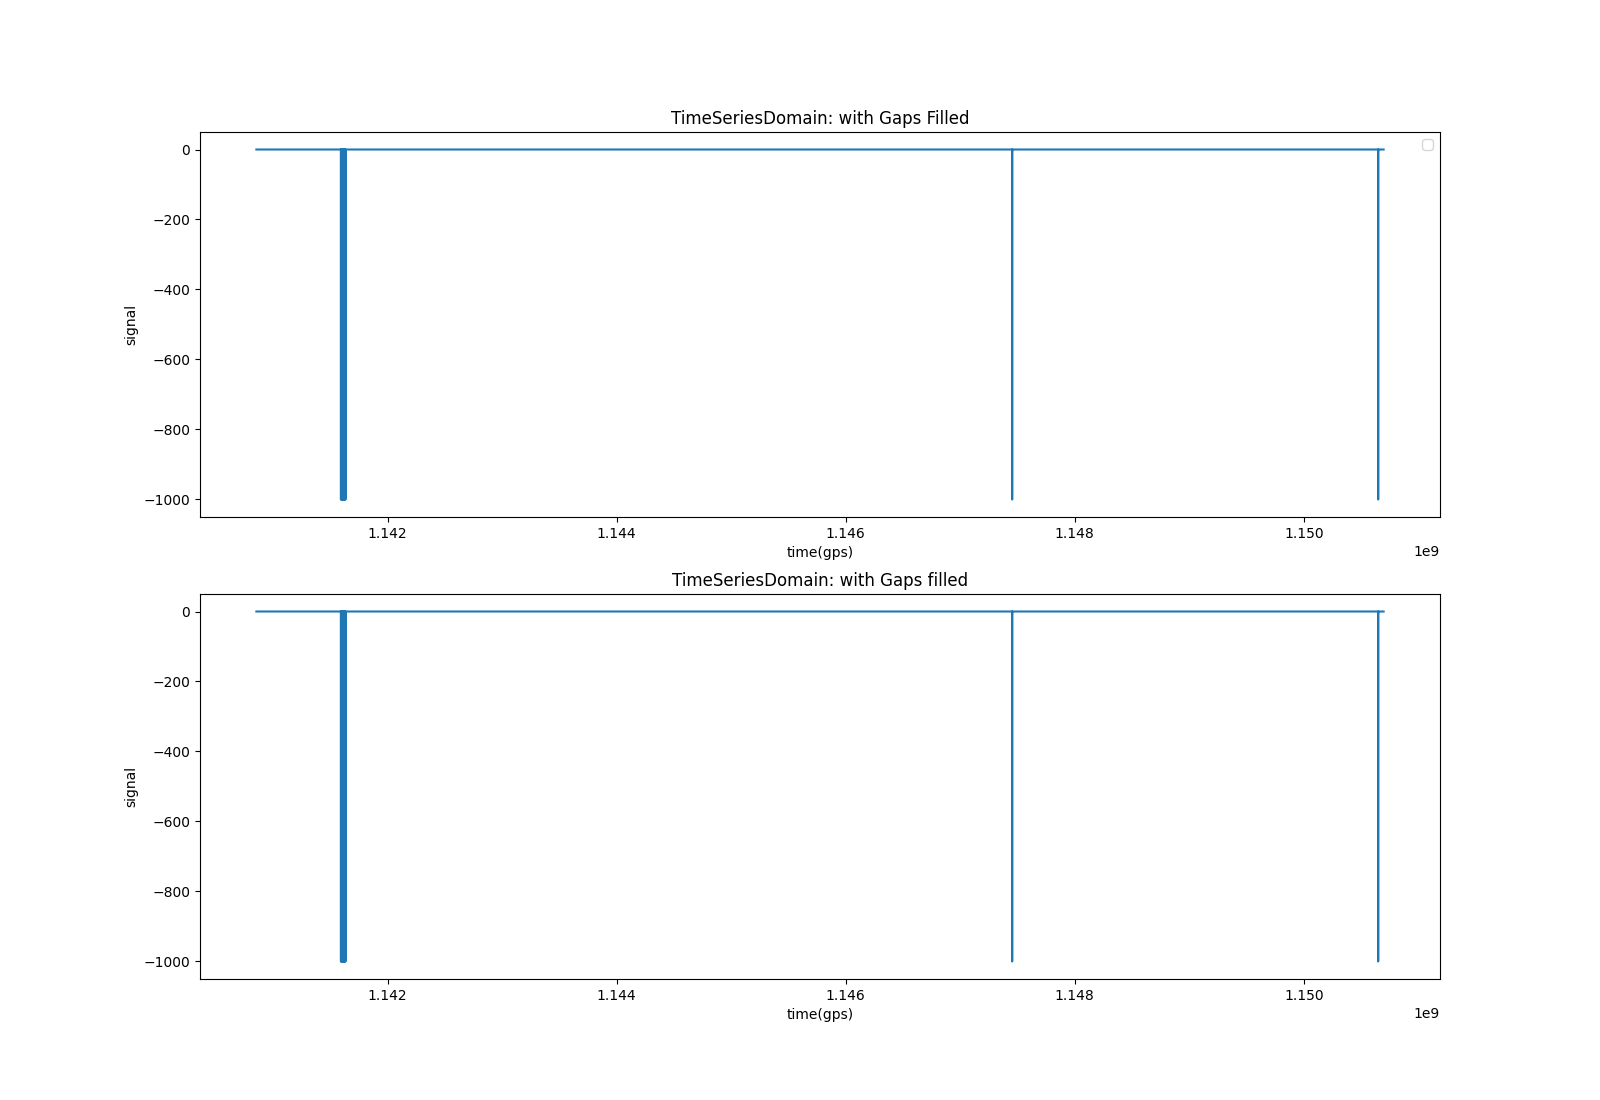 TimeSeriesDomain: with Gaps Filled
0
−200
−400
−600
−800
−1000
signal
1.142
1.144
1.146
1.148
1.150
time(gps)
1e9
TimeSeriesDomain: with Gaps filled
0
−200
−400
−600
−800
−1000
signal
1.142
1.144
1.146
1.148
1.150
time(gps)
1e9